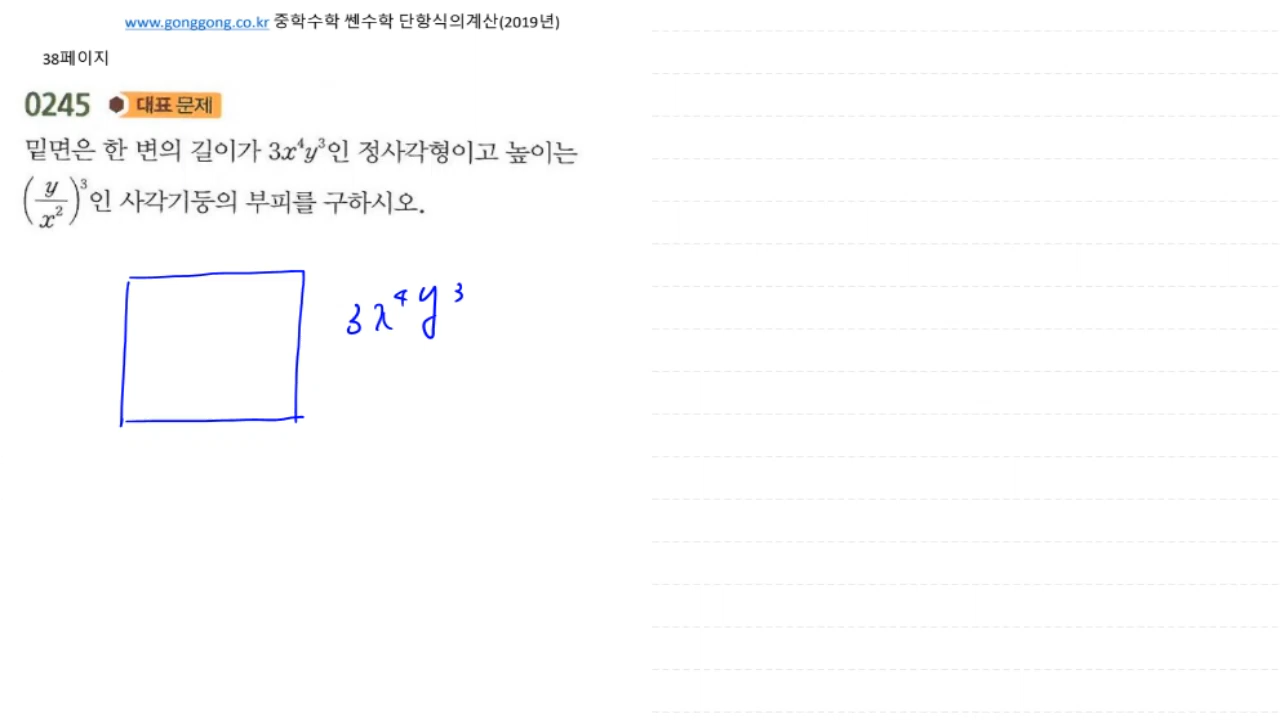 www.gonggong.co.kr 중학수학 쎈수학 단항식의계산(2019년)
38페이지
0245 대표 문제
밑면은 한 변의 길이가 3x⁴y³인 정사각형이고 높이는
(y/x²)³인 사각기둥의 부피를 구하시오.
3x⁴y³